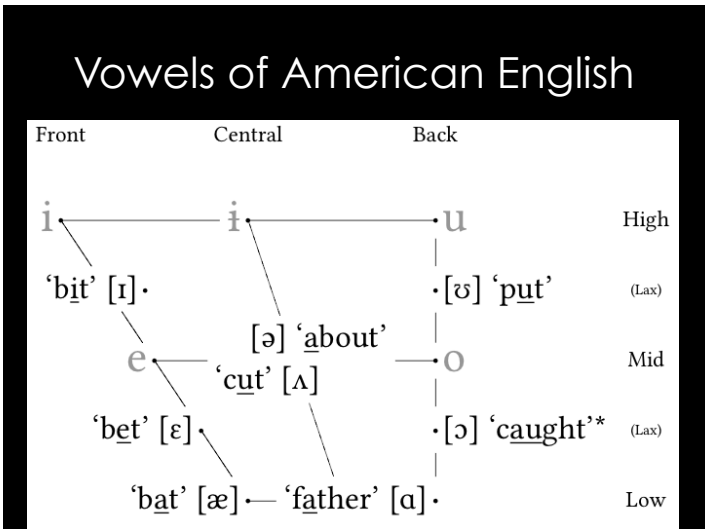 Vowels of American English
Front Central Back
i ɨ u High
‘bit’ [ɪ] [ʊ] ‘put’ (Lax)
[ə] ‘about’
e o Mid
‘cut’ [ʌ]
‘bet’ [ɛ] [ɔ] ‘caught’* (Lax)
‘bat’ [æ] ‘father’ [ɑ] Low